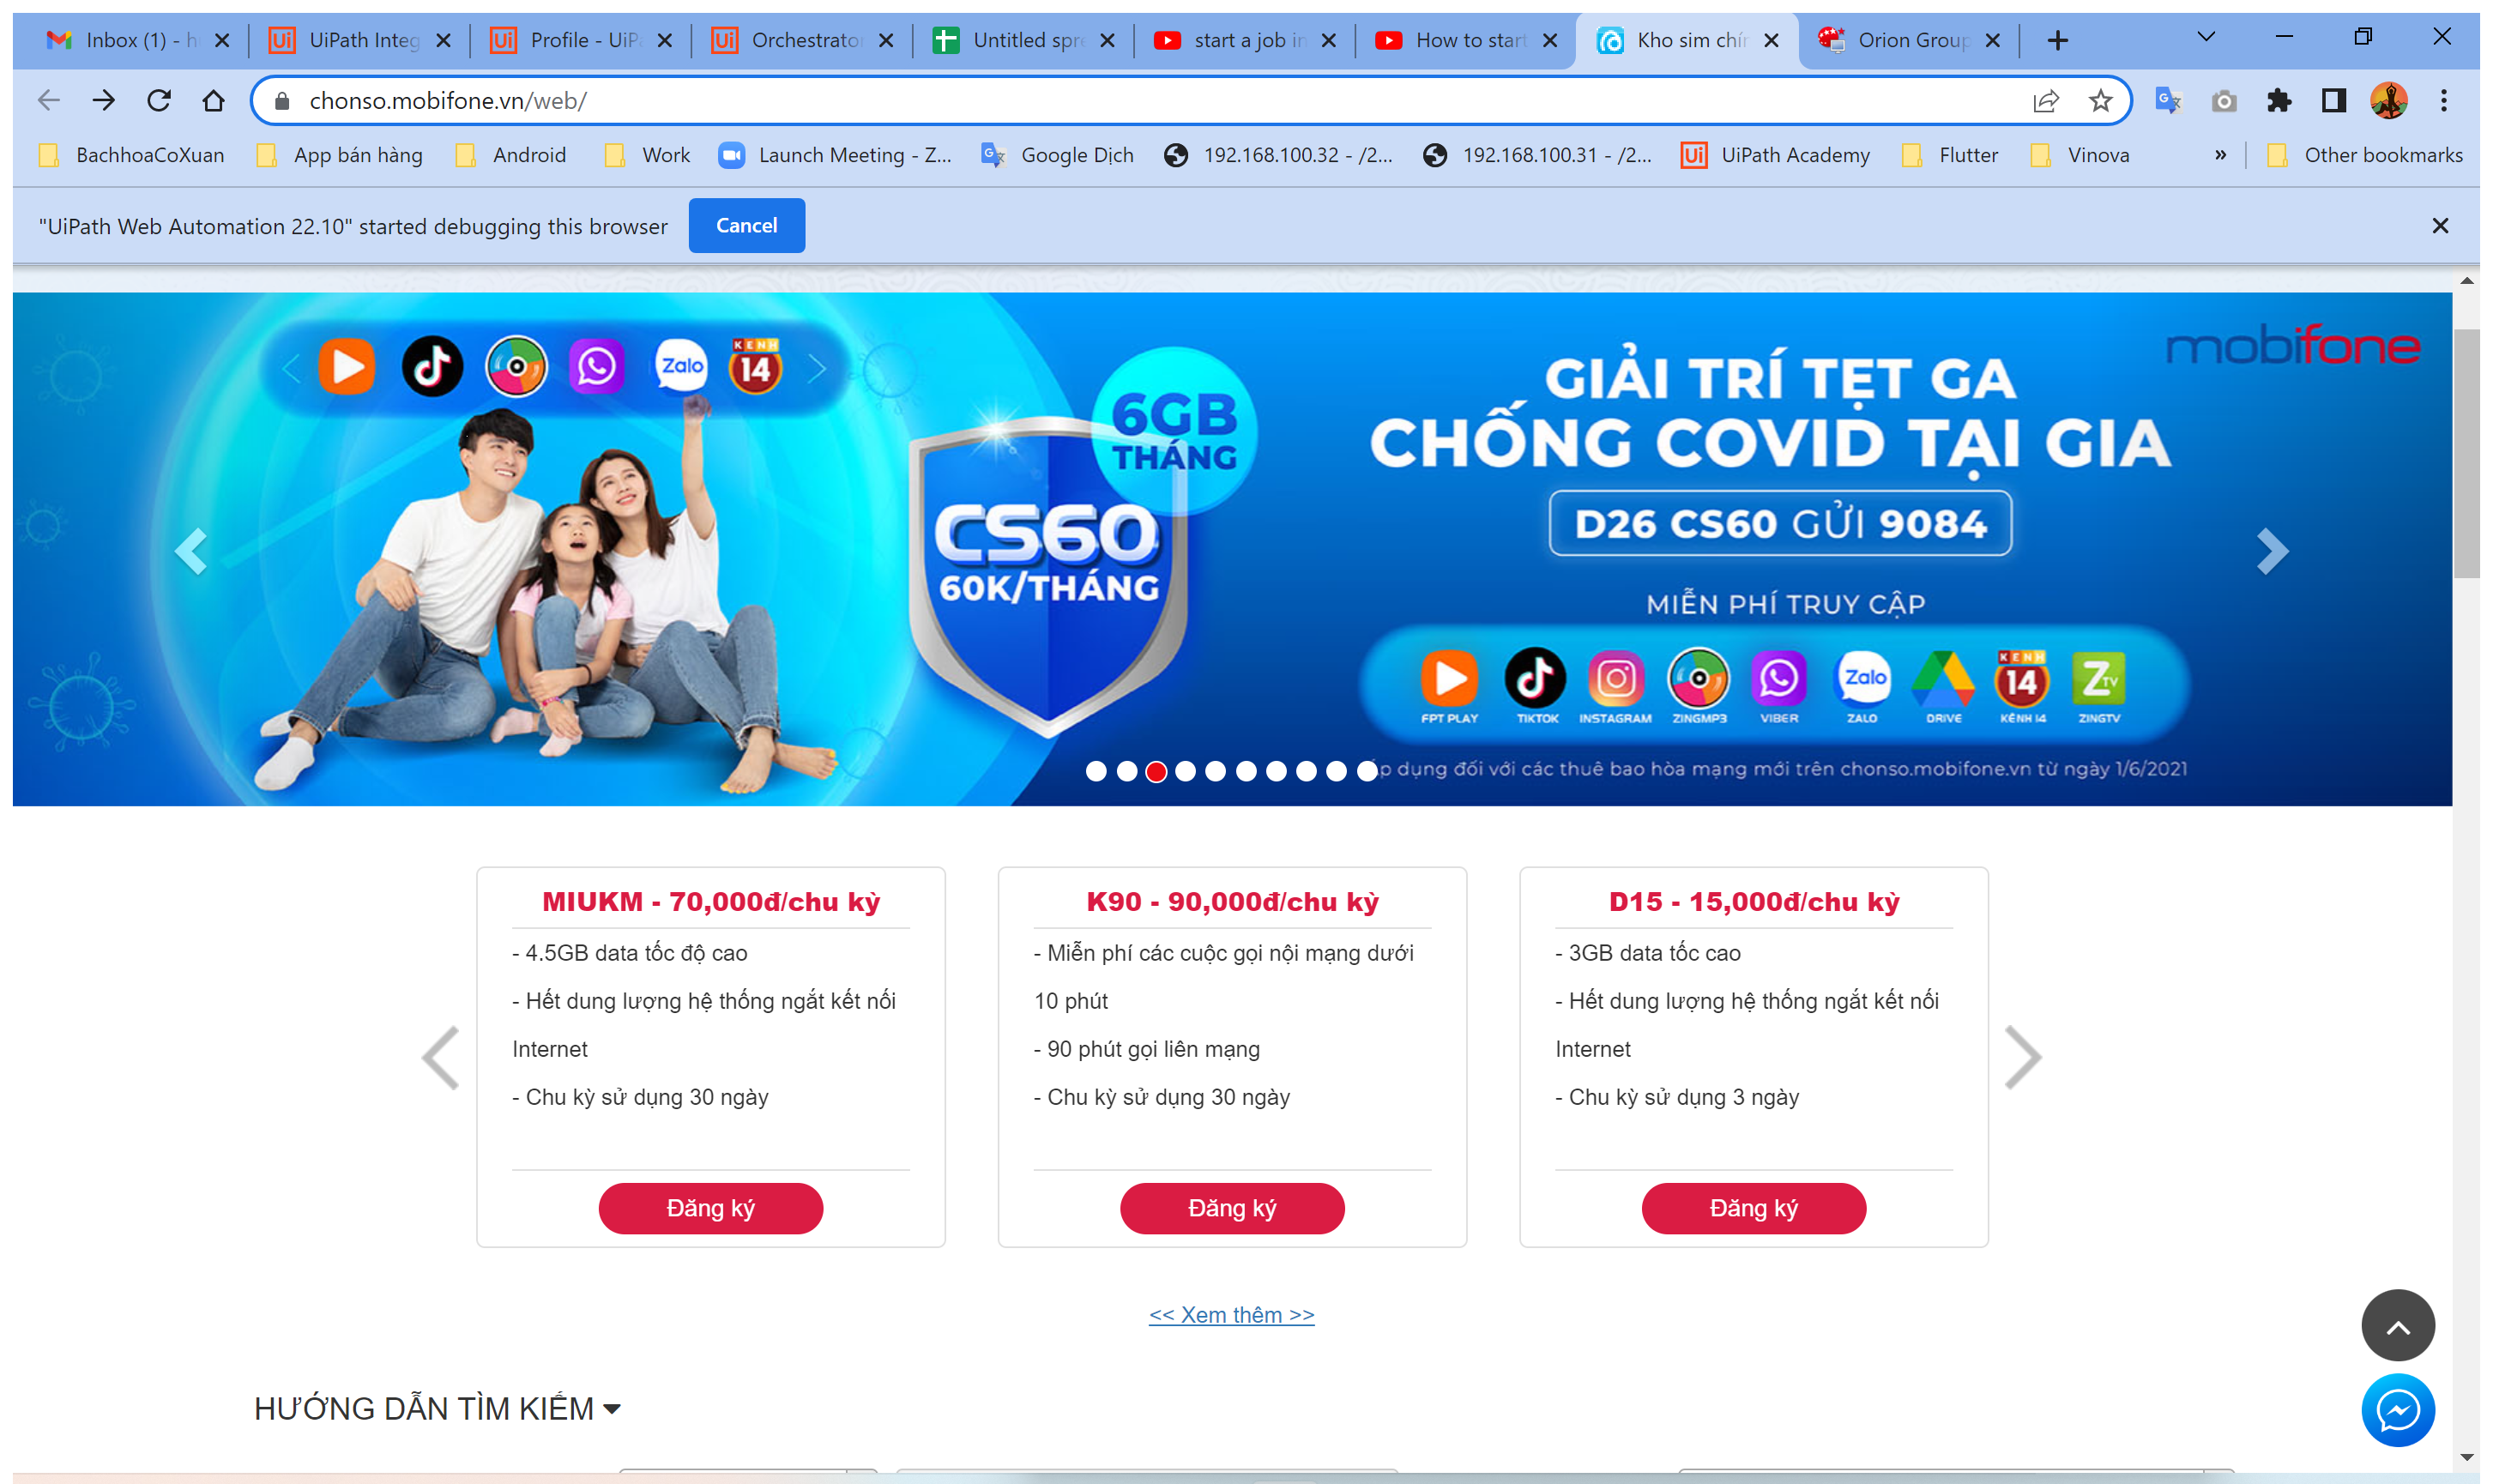 Inbox (1) - h
UiPath Integ
Profile - UiPa
Orchestrator
Untitled spre
start a job in
How to start
Kho sim chín
Orion Group
chonso.mobifone.vn/web/
BachhoaCoXuan
App bán hàng
Android
Work
Launch Meeting - Z...
Google Dịch
192.168.100.32 - /2...
192.168.100.31 - /2...
UiPath Academy
Flutter
Vinova
»
Other bookmarks
"UiPath Web Automation 22.10" started debugging this browser
Cancel
Zalo
KENH
14
mobifone
6GB
THÁNG
CS60
60K/THÁNG
GIẢI TRÍ TẸT GA
CHỐNG COVID TẠI GIA
D26 CS60 GỬI 9084
MIỄN PHÍ TRUY CẬP
Zalo
KENH
14
Z TV
FPT PLAY
TIKTOK
INSTAGRAM
ZINGMP3
VIBER
ZALO
DRIVE
KÊNH 14
ZINGTV
dụng đối với các thuê bao hòa mạng mới trên chonso.mobifone.vn từ ngày 1/6/2021
MIUKM - 70,000đ/chu kỳ
- 4.5GB data tốc độ cao
- Hết dung lượng hệ thống ngắt kết nối
Internet
- Chu kỳ sử dụng 30 ngày
Đăng ký
K90 - 90,000đ/chu kỳ
- Miễn phí các cuộc gọi nội mạng dưới
10 phút
- 90 phút gọi liên mạng
- Chu kỳ sử dụng 30 ngày
Đăng ký
D15 - 15,000đ/chu kỳ
- 3GB data tốc cao
- Hết dung lượng hệ thống ngắt kết nối
Internet
- Chu kỳ sử dụng 3 ngày
Đăng ký
<< Xem thêm >>
HƯỚNG DẪN TÌM KIẾM